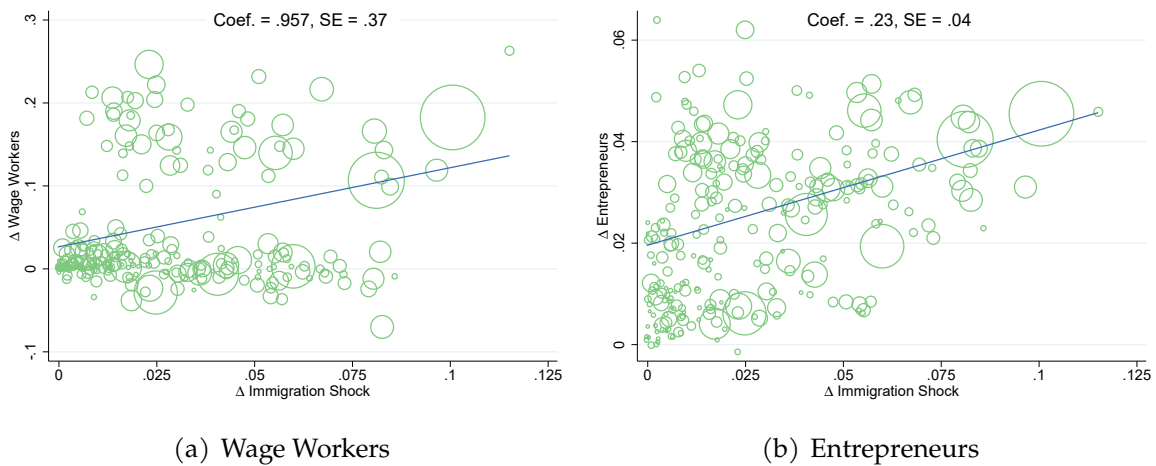 Coef. = .957, SE = .37
.3
.2
.1
0
-.1
Δ Wage Workers
0
.025
.05
.075
.1
.125
Δ Immigration Shock
(a) Wage Workers
Coef. = .23, SE = .04
.06
.04
.02
0
Δ Entrepreneurs
0
.025
.05
.075
.1
.125
Δ Immigration Shock
(b) Entrepreneurs